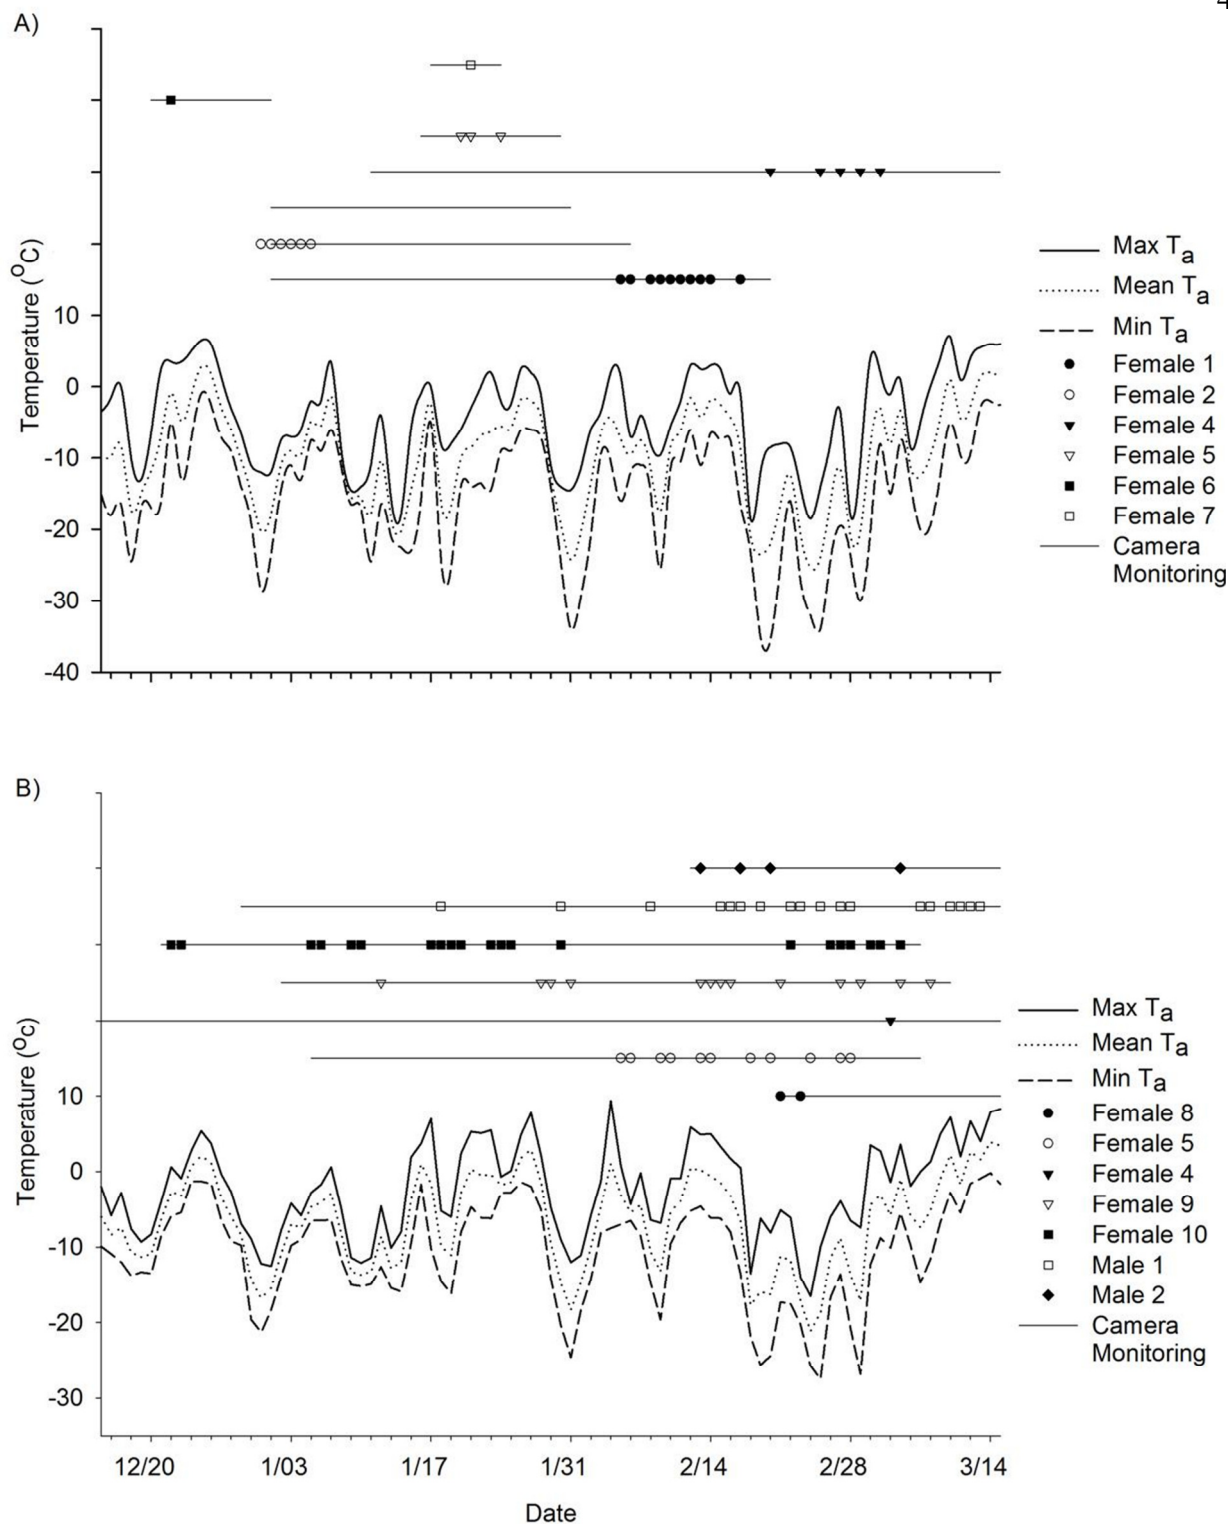 4
A)
Temperature (oC)
10
0
-10
-20
-30
-40
Max Ta
Mean Ta
Min Ta
Female 1
Female 2
Female 4
Female 5
Female 6
Female 7
Camera
Monitoring
B)
Temperature (oc)
10
0
-10
-20
-30
Max Ta
Mean Ta
Min Ta
Female 8
Female 5
Female 4
Female 9
Female 10
Male 1
Male 2
Camera
Monitoring
12/20 1/03 1/17 1/31 2/14 2/28 3/14
Date